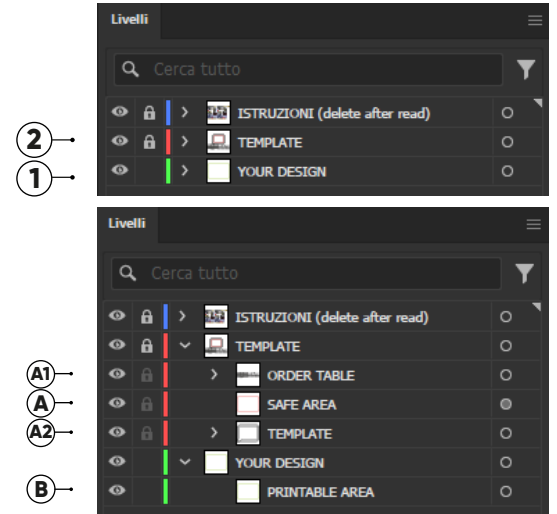 Livelli
Cerca tutto
ISTRUZIONI (delete after read)
2 TEMPLATE
1 YOUR DESIGN
Livelli
Cerca tutto
ISTRUZIONI (delete after read)
TEMPLATE
A1 ORDER TABLE
A SAFE AREA
A2 TEMPLATE
YOUR DESIGN
B PRINTABLE AREA